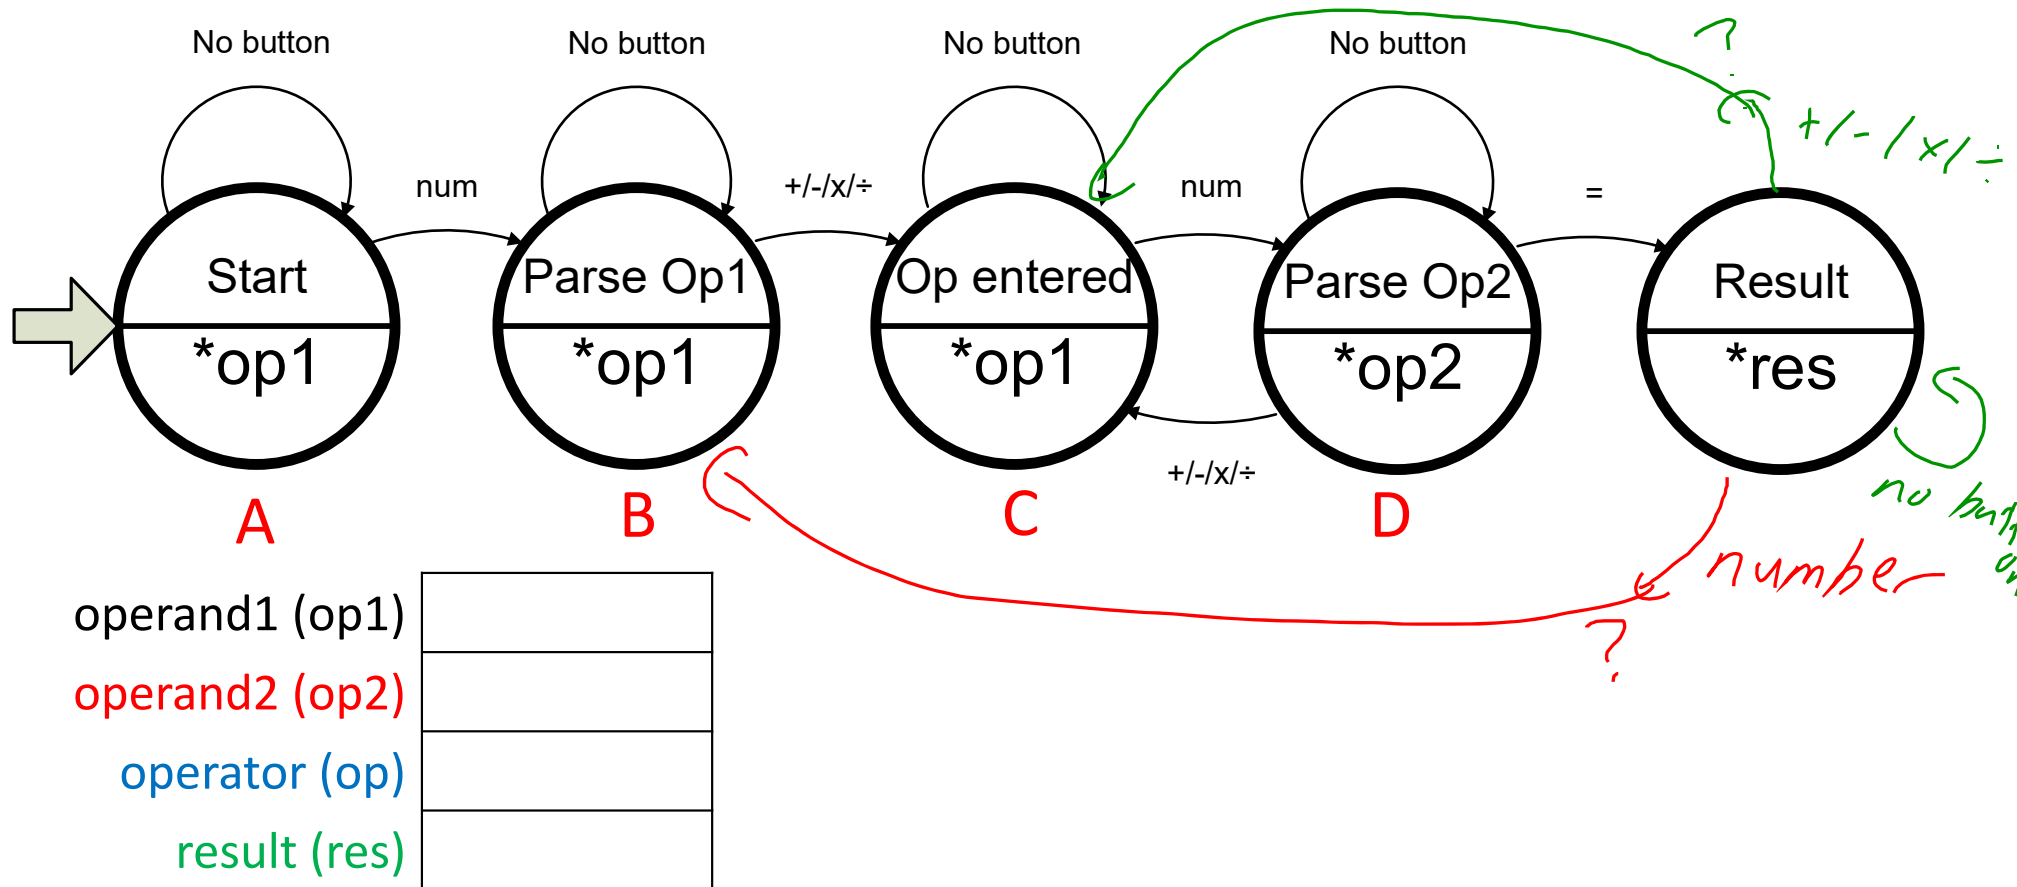 No button
No button
No button
No button
?
+/-/x/÷
num
+/-/x/÷
num
=
Start
Parse Op1
Op entered
Parse Op2
Result
*op1
*op1
*op1
*op2
*res
+/-/x/÷
A
B
C
D
no
number
?
operand1 (op1)
operand2 (op2)
operator (op)
result (res)